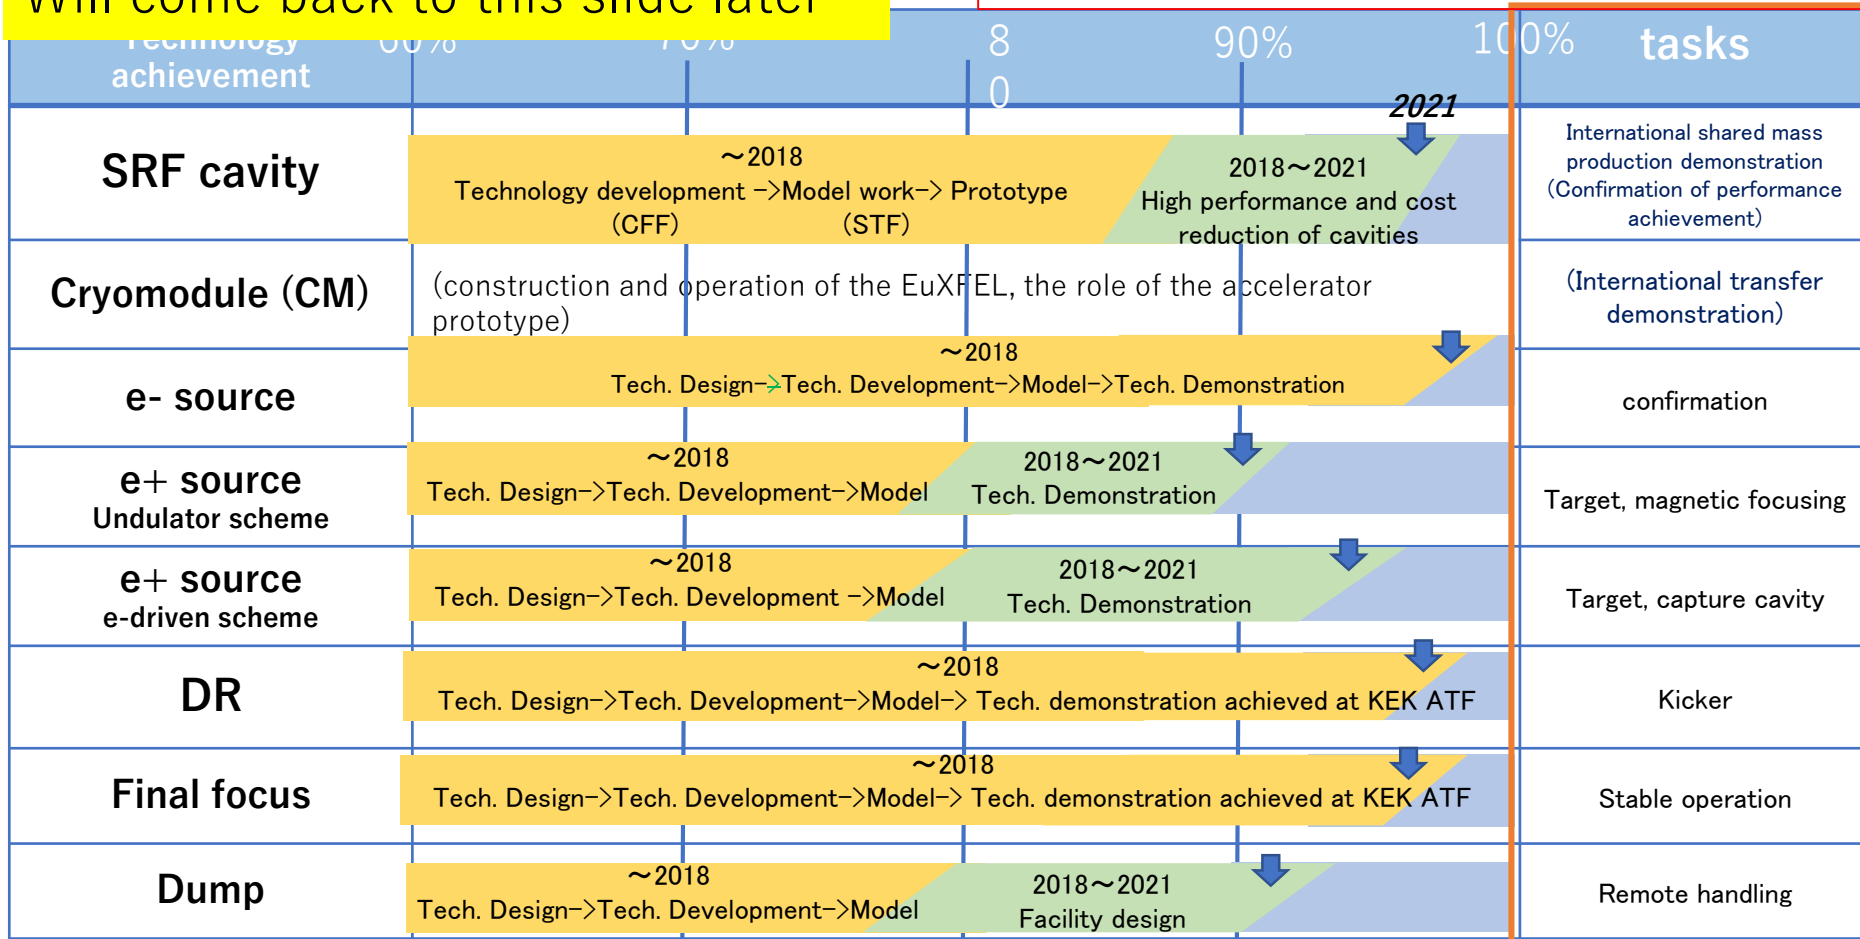 Will come back to this slide later
Technology
achievement
60%
70%
8
0
90%
100%
tasks
2021
SRF cavity
～2018
Technology development ->Model work-> Prototype
(CFF)
(STF)
2018～2021
High performance and cost
reduction of cavities
International shared mass
production demonstration
(Confirmation of performance
achievement)
Cryomodule (CM)
(construction and operation of the EuXFEL, the role of the accelerator
prototype)
(International transfer
demonstration)
e- source
～2018
Tech. Design->Tech. Development->Model->Tech. Demonstration
confirmation
e+ source
Undulator scheme
～2018
Tech. Design->Tech. Development->Model
2018～2021
Tech. Demonstration
Target, magnetic focusing
e+ source
e-driven scheme
～2018
Tech. Design->Tech. Development ->Model
2018～2021
Tech. Demonstration
Target, capture cavity
DR
～2018
Tech. Design->Tech. Development->Model-> Tech. demonstration achieved at KEK ATF
Kicker
Final focus
～2018
Tech. Design->Tech. Development->Model-> Tech. demonstration achieved at KEK ATF
Stable operation
Dump
～2018
Tech. Design->Tech. Development->Model
2018～2021
Facility design
Remote handling